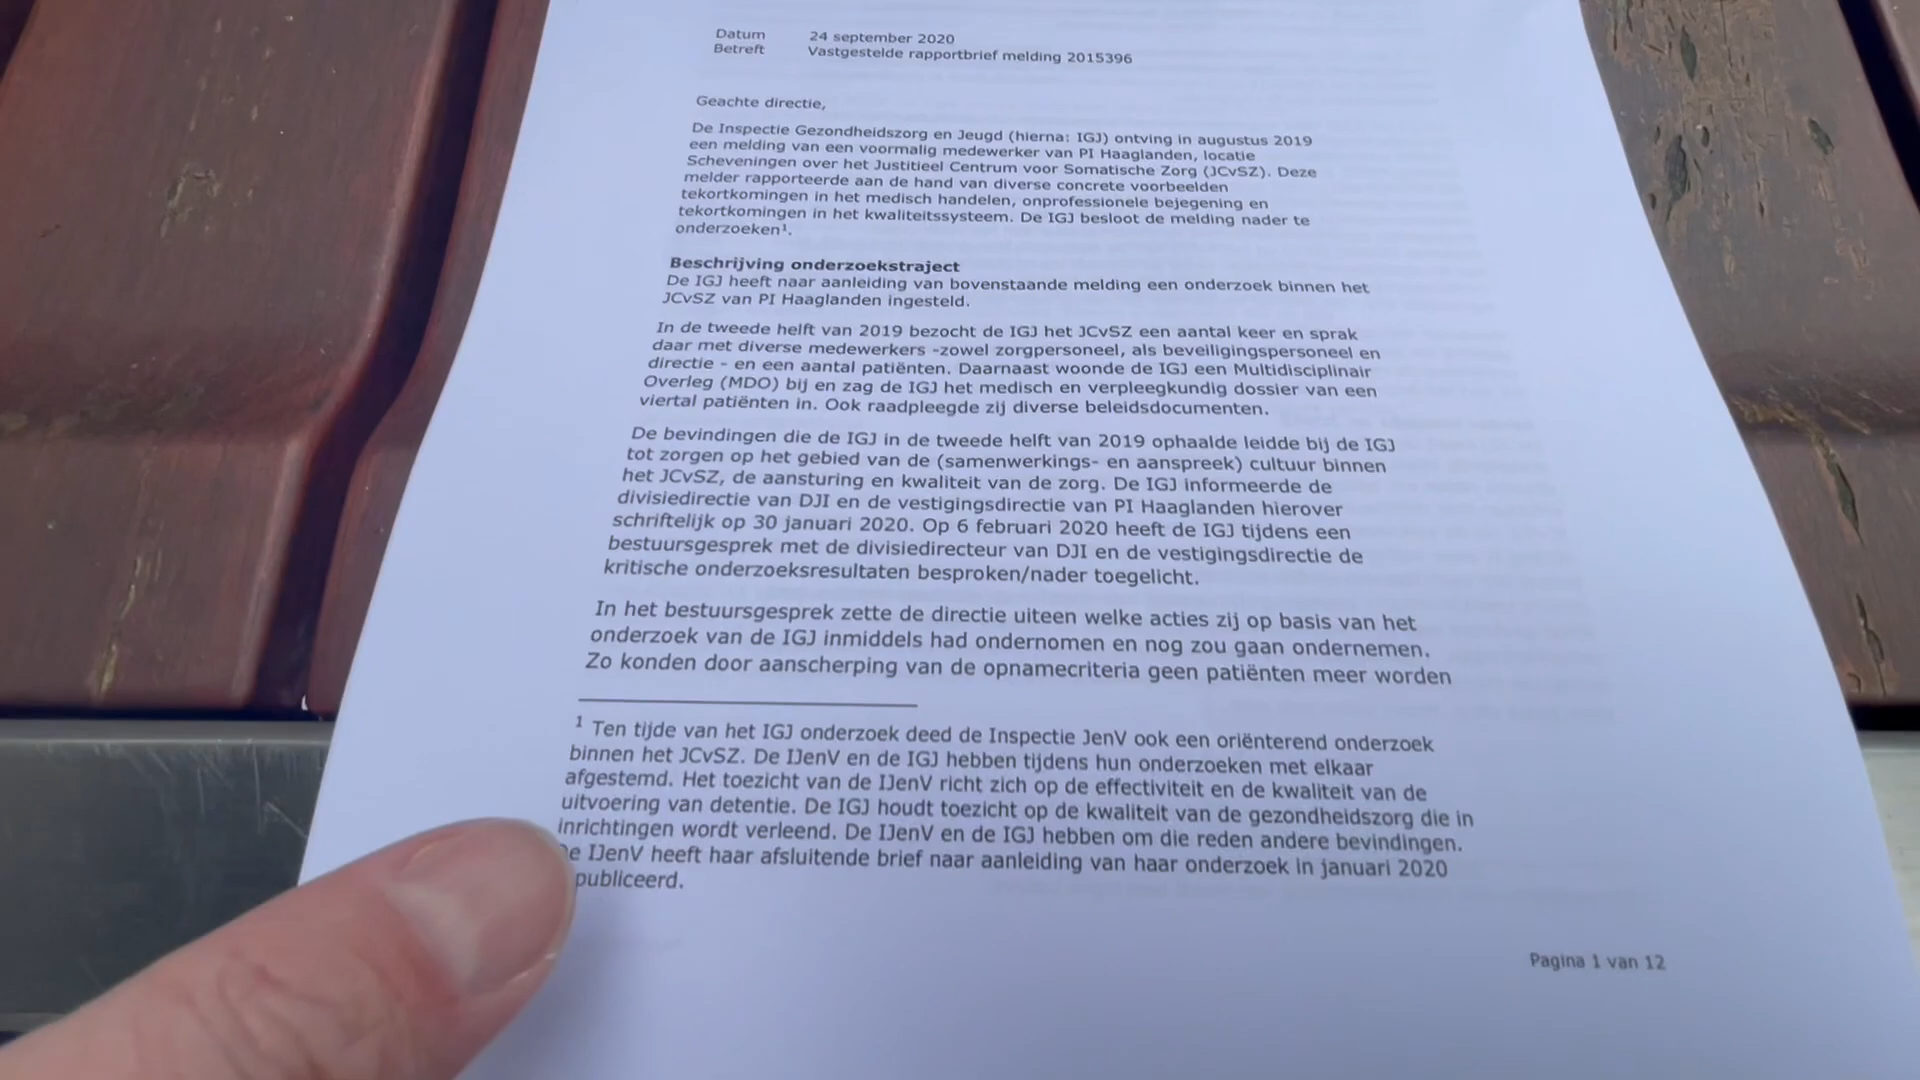 Datum 24 september 2020
Betreft Vastgestelde rapportbrief melding 2015396
Geachte directie,
De Inspectie Gezondheidszorg en Jeugd (hierna: IGJ) ontving in augustus 2019
een melding van een voormalig medewerker van PI Haaglanden, locatie
Scheveningen over het Justitieel Centrum voor Somatische Zorg (JCvSZ). Deze
melder rapporteerde aan de hand van diverse concrete voorbeelden
tekortkomingen in het medisch handelen, onprofessionele bejegening en
tekortkomingen in het kwaliteitssysteem. De IGJ besloot de melding nader te
onderzoeken¹.
Beschrijving onderzoekstraject
De IGJ heeft naar aanleiding van bovenstaande melding een onderzoek binnen het
JCvSZ van PI Haaglanden ingesteld.
In de tweede helft van 2019 bezocht de IGJ het JCvSZ een aantal keer en sprak
daar met diverse medewerkers -zowel zorgpersoneel, als beveiligingspersoneel en
directie - en een aantal patiënten. Daarnaast woonde de IGJ een Multidisciplinair
Overleg (MDO) bij en zag de IGJ het medisch en verpleegkundig dossier van een
viertal patiënten in. Ook raadpleegde zij diverse beleidsdocumenten.
De bevindingen die de IGJ in de tweede helft van 2019 ophaalde leidde bij de IGJ
tot zorgen op het gebied van de (samenwerkings- en aanspreek) cultuur binnen
het JCvSZ, de aansturing en kwaliteit van de zorg. De IGJ informeerde de
divisiedirectie van DJI en de vestigingsdirectie van PI Haaglanden hierover
schriftelijk op 30 januari 2020. Op 6 februari 2020 heeft de IGJ tijdens een
bestuursgesprek met de divisiedirecteur van DJI en de vestigingsdirectie de
kritische onderzoeksresultaten besproken/nader toegelicht.
In het bestuursgesprek zette de directie uiteen welke acties zij op basis van het
onderzoek van de IGJ inmiddels had ondernomen en nog zou gaan ondernemen.
Zo konden door aanscherping van de opnamecriteria geen patiënten meer worden
¹ Ten tijde van het IGJ onderzoek deed de Inspectie JenV ook een oriënterend onderzoek
binnen het JCvSZ. De IJenV en de IGJ hebben tijdens hun onderzoeken met elkaar
afgestemd. Het toezicht van de IJenV richt zich op de effectiviteit en de kwaliteit van de
uitvoering van detentie. De IGJ houdt toezicht op de kwaliteit van de gezondheidszorg die in
inrichtingen wordt verleend. De IJenV en de IGJ hebben om die reden andere bevindingen.
De IJenV heeft haar afsluitende brief naar aanleiding van haar onderzoek in januari 2020
publiceerd.
Pagina 1 van 12